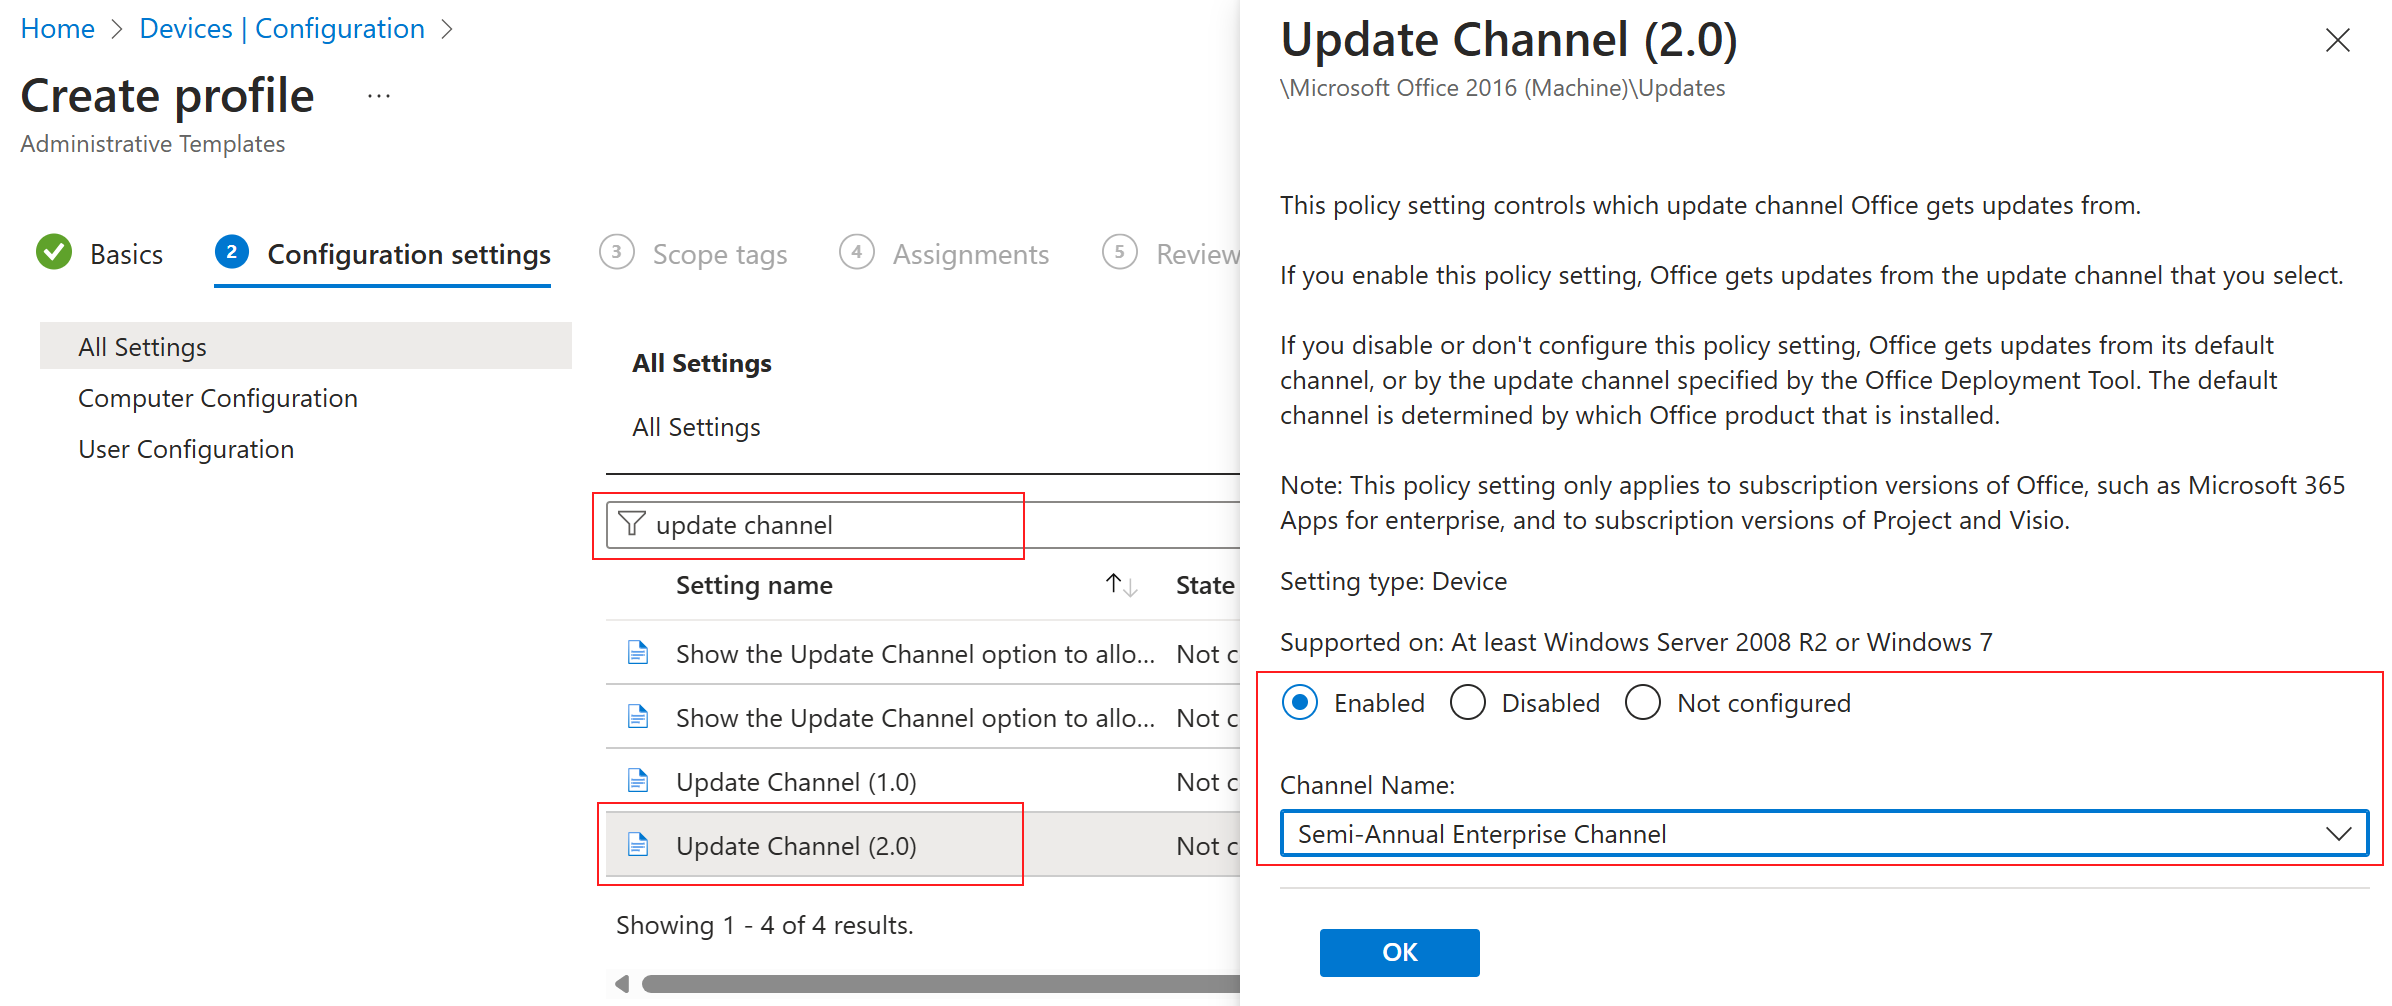 Home > Devices | Configuration >
Create profile ...
Administrative Templates
Basics
2 Configuration settings
3 Scope tags
4 Assignments
5 Review
All Settings
Computer Configuration
User Configuration
All Settings
All Settings
update channel
Setting name ↑↓ State
Show the Update Channel option to allo... Not c
Show the Update Channel option to allo... Not c
Update Channel (1.0) Not c
Update Channel (2.0) Not c
Showing 1 - 4 of 4 results.
Update Channel (2.0)
\Microsoft Office 2016 (Machine)\Updates
This policy setting controls which update channel Office gets updates from.
If you enable this policy setting, Office gets updates from the update channel that you select.
If you disable or don't configure this policy setting, Office gets updates from its default
channel, or by the update channel specified by the Office Deployment Tool. The default
channel is determined by which Office product that is installed.
Note: This policy setting only applies to subscription versions of Office, such as Microsoft 365
Apps for enterprise, and to subscription versions of Project and Visio.
Setting type: Device
Supported on: At least Windows Server 2008 R2 or Windows 7
Enabled Disabled Not configured
Channel Name:
Semi-Annual Enterprise Channel
OK